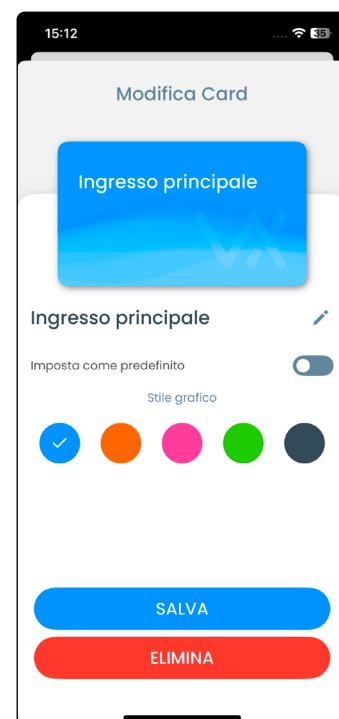 15:12
35
Modifica Card
Ingresso principale
Ingresso principale
Imposta come predefinito
Stile grafico
SALVA
ELIMINA